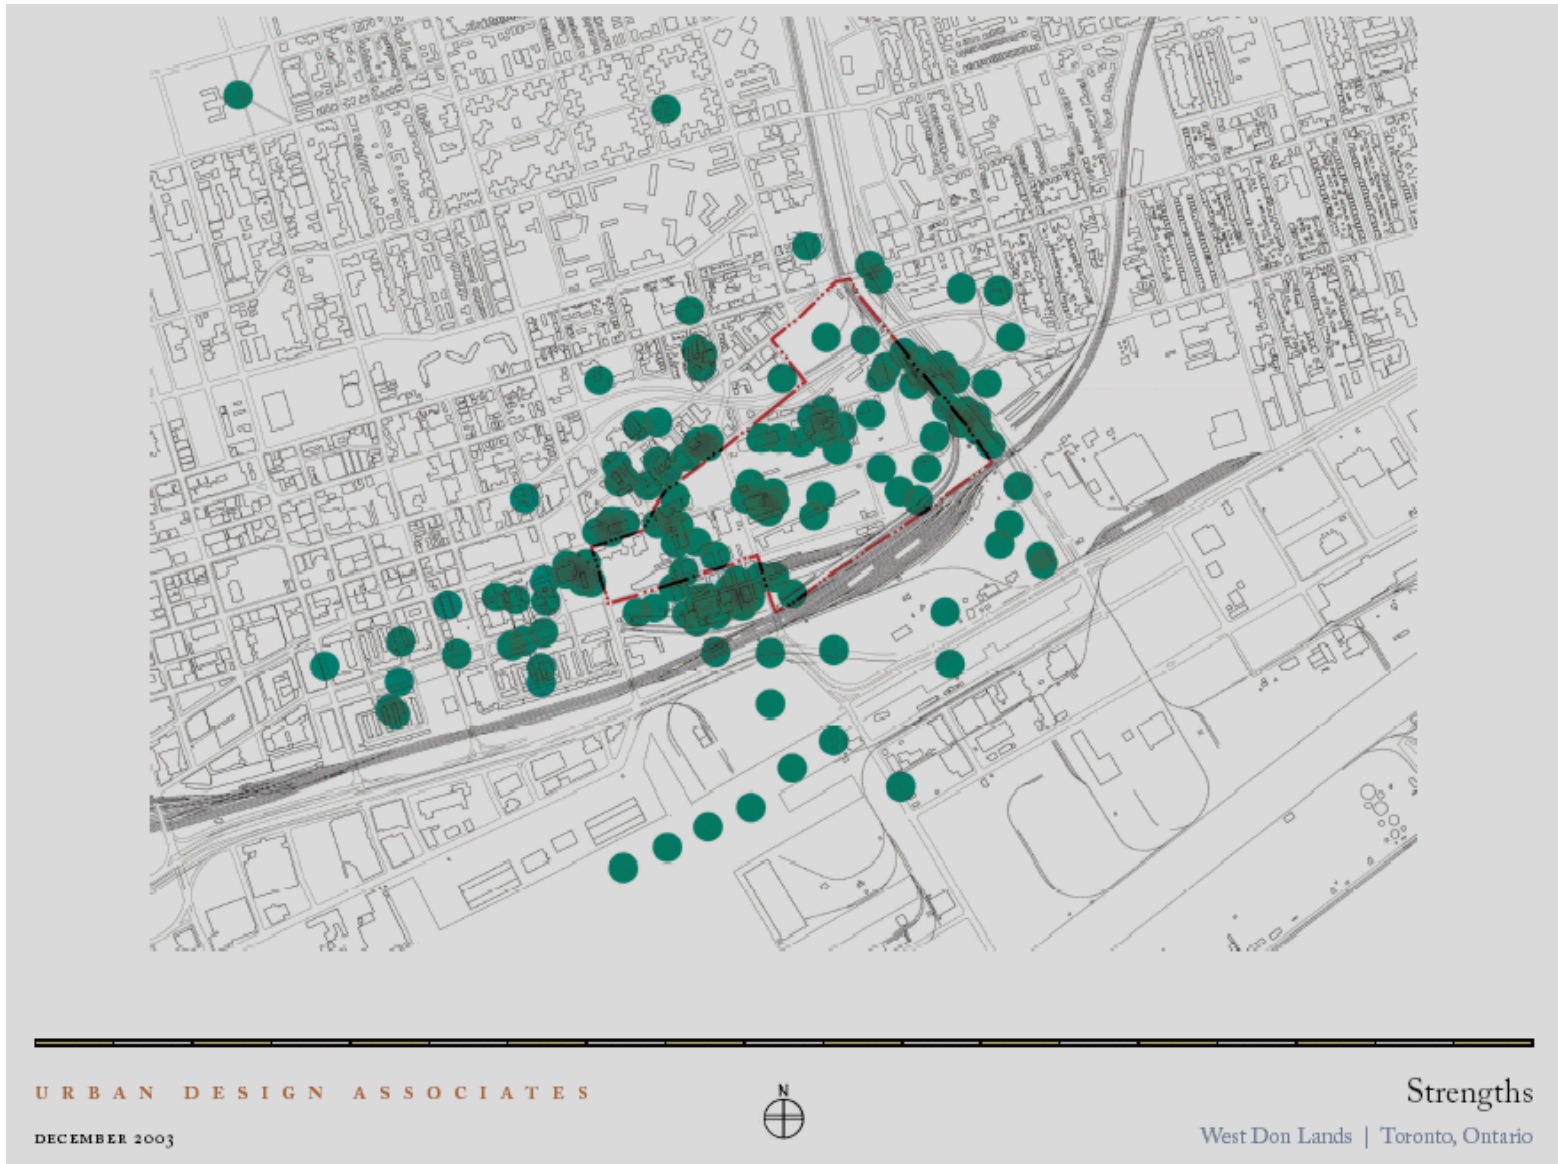 URBAN DESIGN ASSOCIATES
DECEMBER 2003
N
Strengths
West Don Lands | Toronto, Ontario